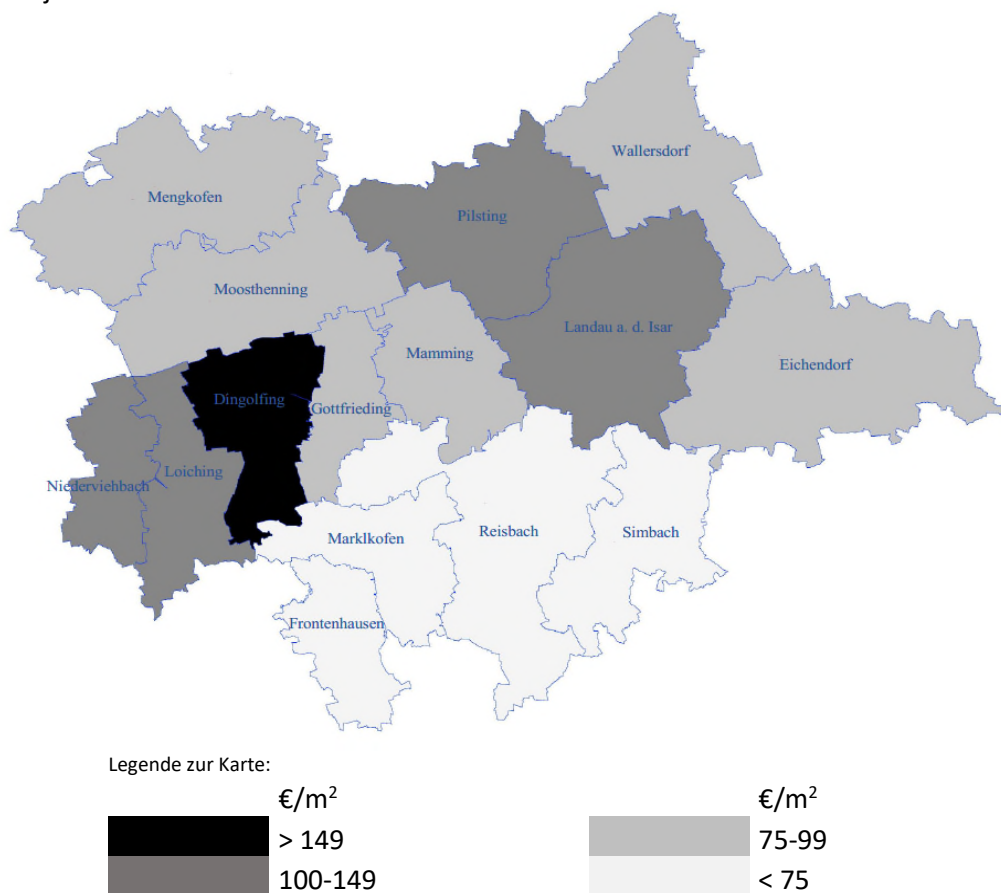 Wallersdorf
Mengkofen
Pilsting
Moosthenning
Landau a. d. Isar
Mamming
Eichendorf
Dingolfing
Gottfrieding
Loiching
Niederviehbach
Marklkofen
Reisbach
Simbach
Frontenhausen
Legende zur Karte:
€/m²
€/m²
> 149
75-99
100-149
< 75